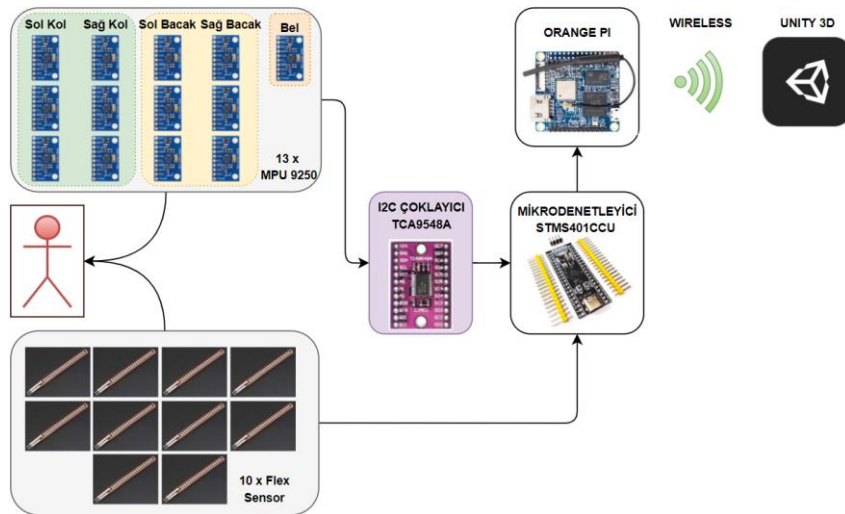 Sol Kol
Sağ Kol
Sol Bacak
Sağ Bacak
Bel
13 x
MPU 9250
ORANGE PI
WIRELESS
UNITY 3D
I2C ÇOKLAYICI
TCA9548A
MİKRODENETLEYİCİ
STMS401CCU
10 x Flex
Sensor